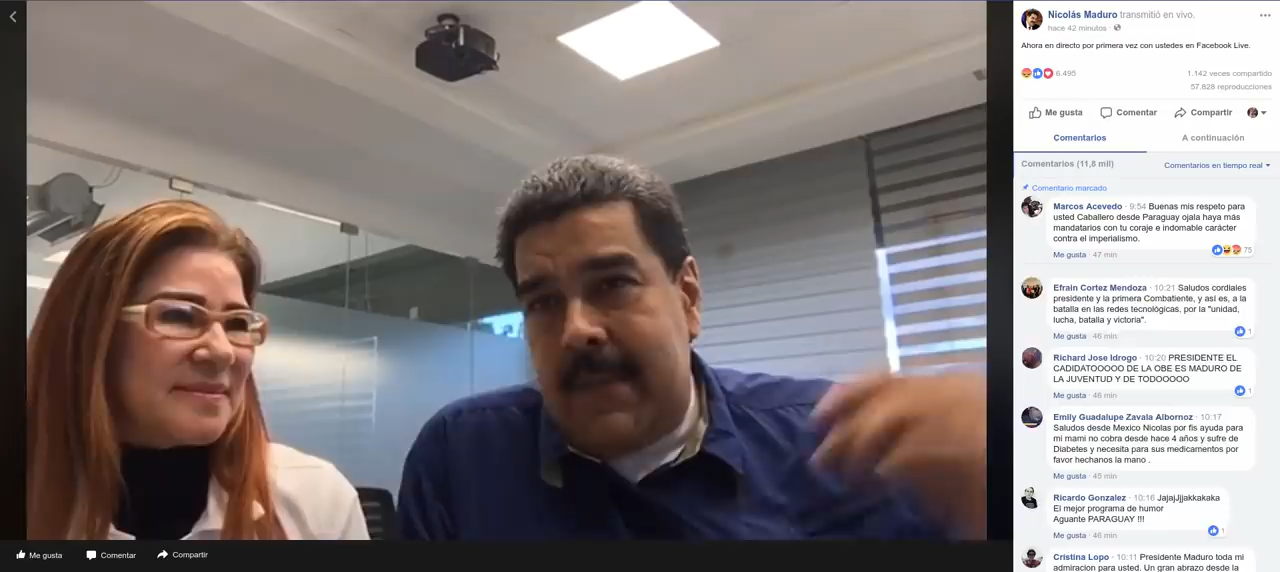 Nicolás Maduro transmitió en vivo.
hace 42 minutos ·
Ahora en directo por primera vez con ustedes en Facebook Live.
6.495
1.142 veces compartido
57.828 reproducciones
Me gusta Comentar Compartir
Comentarios A continuación
Comentarios (11,8 mil) Comentarios en tiempo real
Comentario marcado
Marcos Acevedo · 9:54 Buenas mis respeto para
usted Caballero desde Paraguay ojala haya más
mandatarios con tu coraje e indomable carácter
contra el imperialismo.
75
Me gusta · 47 min
Efrain Cortez Mendoza · 10:21 Saludos cordiales
presidente y la primera Combatiente, y así es, a la
batalla en las redes tecnológicas, por la "unidad,
lucha, batalla y victoria".
1
Me gusta · 46 min
Richard Jose Idrogo · 10:20 PRESIDENTE EL
CADIDATOOOOO DE LA OBE ES MADURO DE
LA JUVENTUD Y DE TODOOOOO
1
Me gusta · 46 min
Emily Guadalupe Zavala Albornoz · 10:17
Saludos desde Mexico Nicolas por fis ayuda para
mi mami no cobra desde hace 4 años y sufre de
Diabetes y necesita para sus medicamentos por
favor hechanos la mano .
Me gusta · 45 min
Ricardo Gonzalez · 10:16 JajajJjjakkakaka
El mejor programa de humor
Aguante PARAGUAY !!!
1
Me gusta · 46 min
Cristina Lopo · 10:11 Presidente Maduro toda mi
admiracion para usted. Un gran abrazo desde la
Me gusta Comentar Compartir